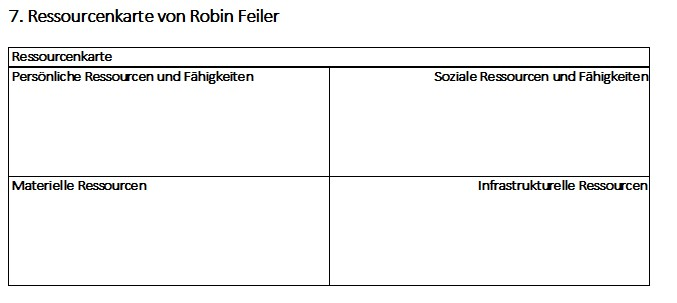 7. Ressourcenkarte von Robin Feiler
Ressourcenkarte
Persönliche Ressourcen und Fähigkeiten
Soziale Ressourcen und Fähigkeiten
Materielle Ressourcen
Infrastrukturelle Ressourcen